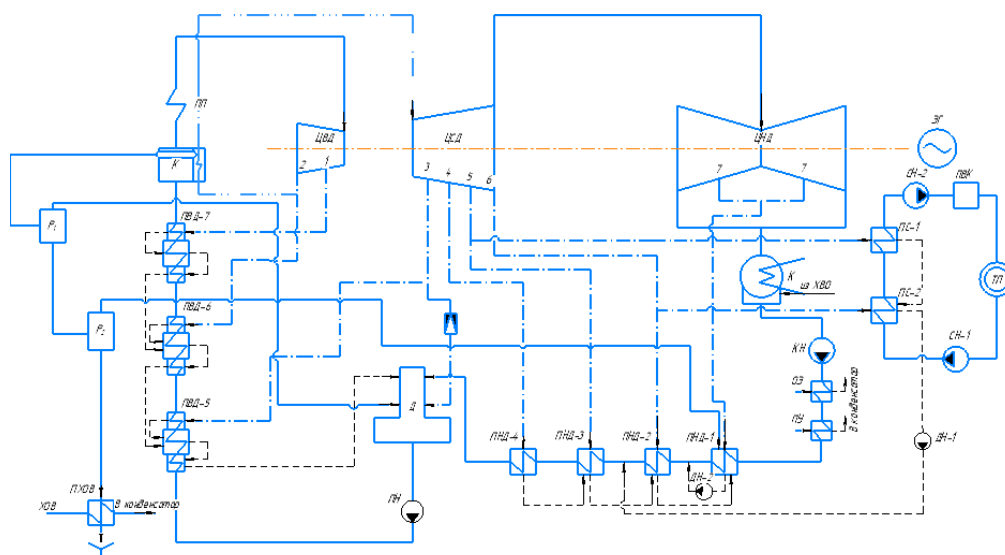 ПП
ЦВД
2
1
ЦСД
3
4
5
6
ЦНД
7
7
ЭГ
К
СН-2
ПВК
Р₁
ПВД-7
ПС-1
К
из ХВО
ТП
ПВД-6
ПС-2
Р₂
КН
СН-1
ОЭ
В конденсатор
ПВД-5
Д
ПУ
ПНД-4
ПНД-3
ПНД-2
ПНД-1
ДН-1
ДН-2
ПХОВ
ХОВ
В конденсатор
ПН